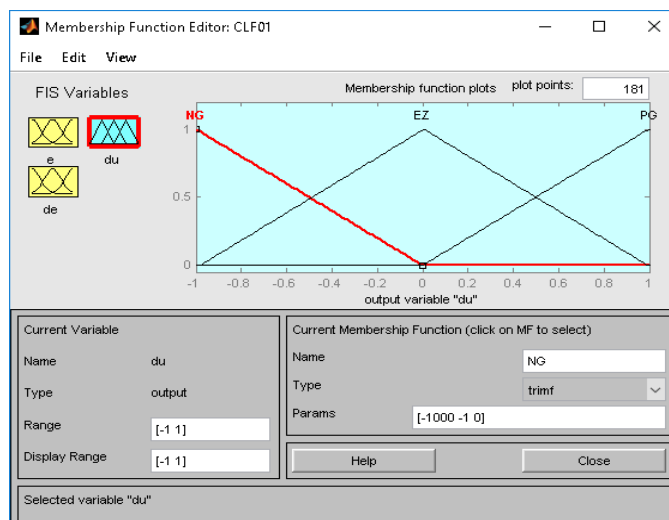 Membership Function Editor: CLF01
File Edit View
FIS Variables
e
du
de
Membership function plots
plot points:
181
NG
EZ
PG
1
0.5
0
-1 -0.8 -0.6 -0.4 -0.2 0 0.2 0.4 0.6 0.8 1
output variable "du"
Current Variable
Name du
Type output
Range [-1 1]
Display Range [-1 1]
Current Membership Function (click on MF to select)
Name NG
Type trimf
Params [-1000 -1 0]
Help Close
Selected variable "du"